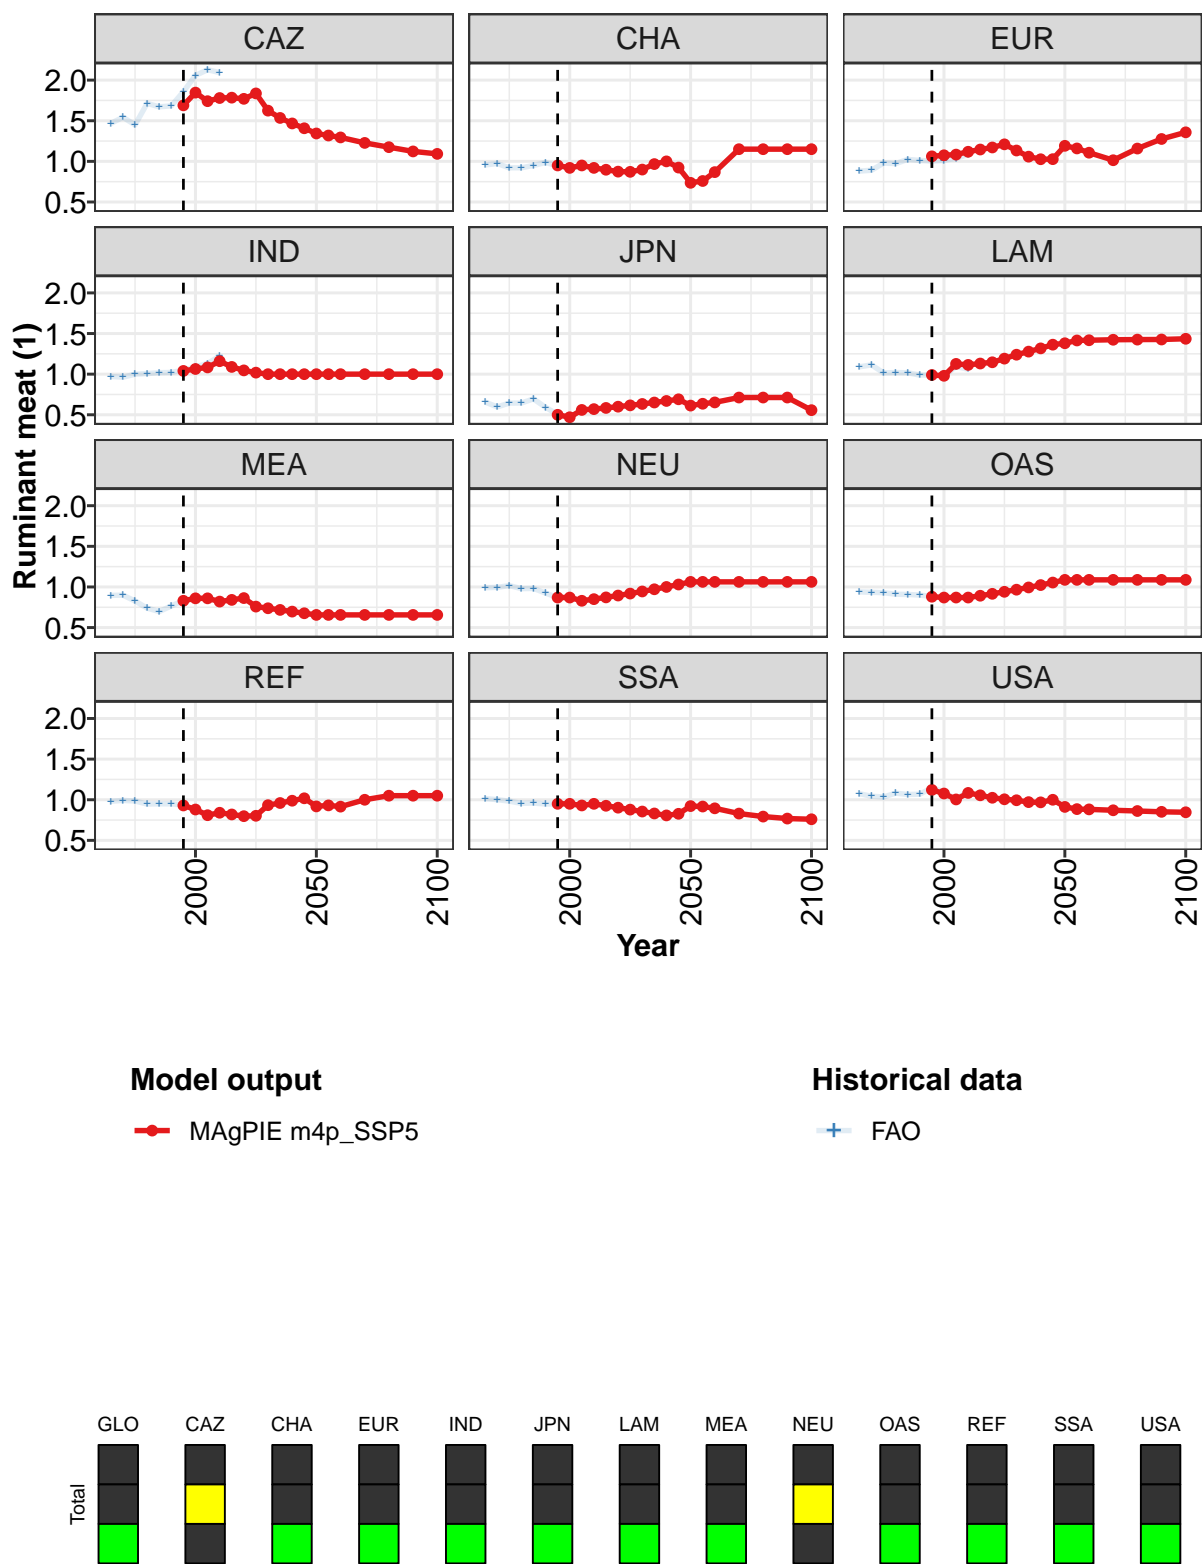 CAZ CHA EUR
2.0
1.5
1.0
0.5
IND JPN LAM
2.0
1.5
1.0
0.5
MEA NEU OAS
2.0
1.5
1.0
0.5
REF SSA USA
2.0
1.5
1.0
0.5
Ruminant meat (1)
2000 2050 2100 2000 2050 2100 2000 2050 2100
Year
Model output Historical data
MAgPIE m4p_SSP5 FAO
GLO CAZ CHA EUR IND JPN LAM MEA NEU OAS REF SSA USA
Total